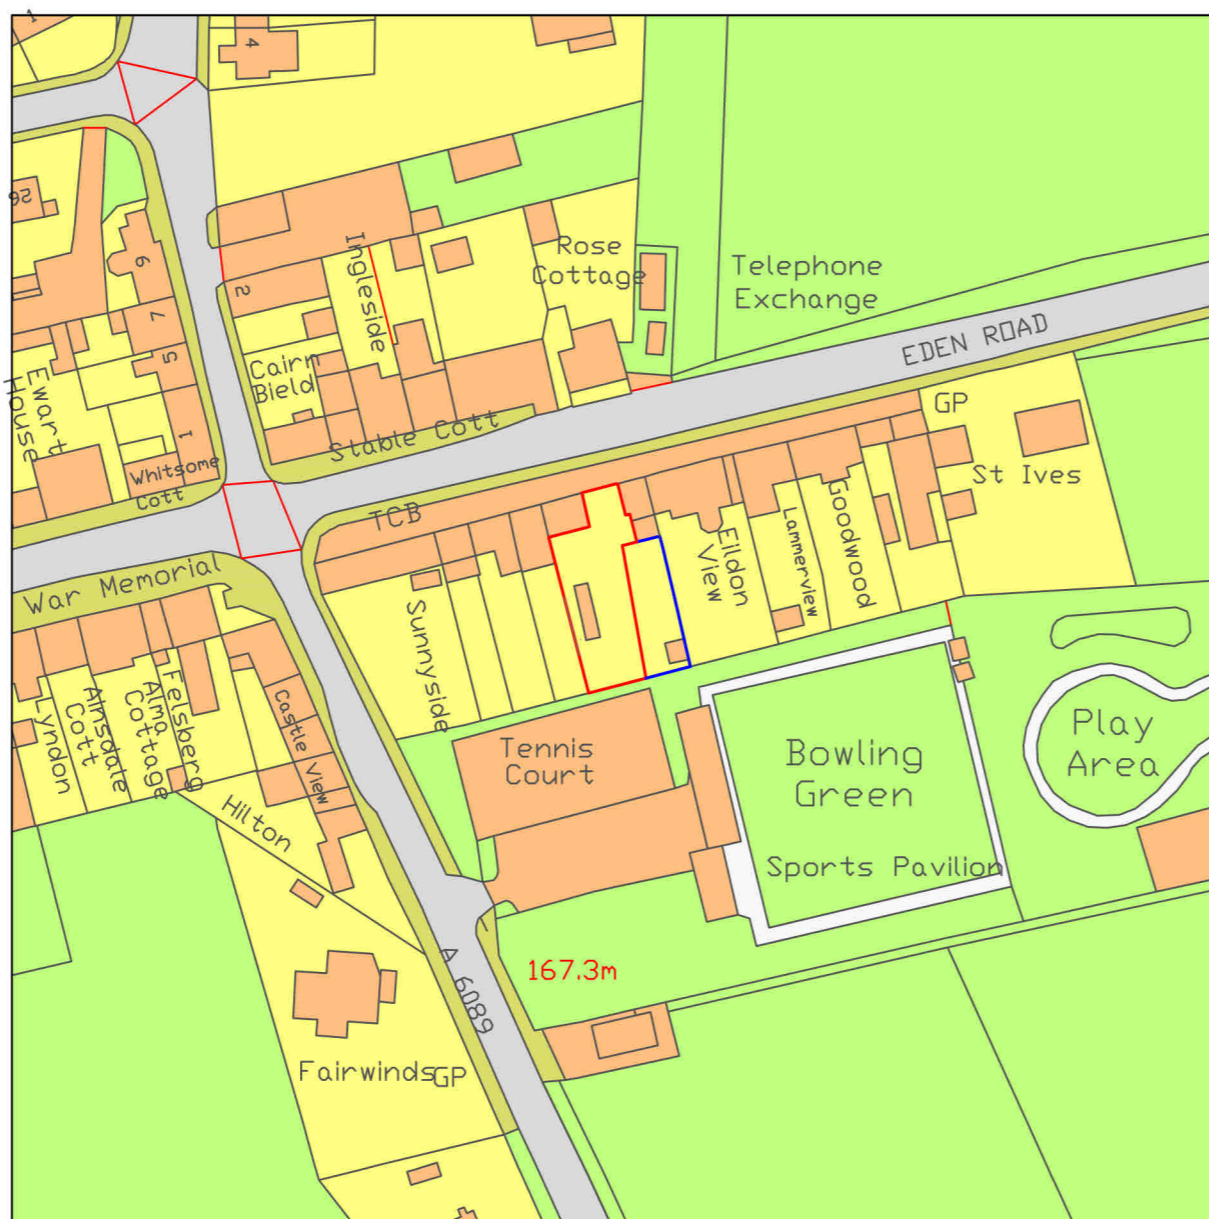 1
4
26
6
7
5
1
2
Ingleside
Rose
Cottage
Telephone
Exchange
EDEN ROAD
Cairn
Bield
Ewart
House
Stable Cott
Whitsome
Cott
GP
St Ives
TCB
War Memorial
Sunnyside
Eildon
View
Lammerview
Goodwood
Lyndon
Ainsdale
Cott
Alma
Cottage
Felsberg
Castle View
Hilton
Tennis
Court
Bowling
Green
Play
Area
Sports Pavilion
A 6089
167.3m
Fairwinds
GP